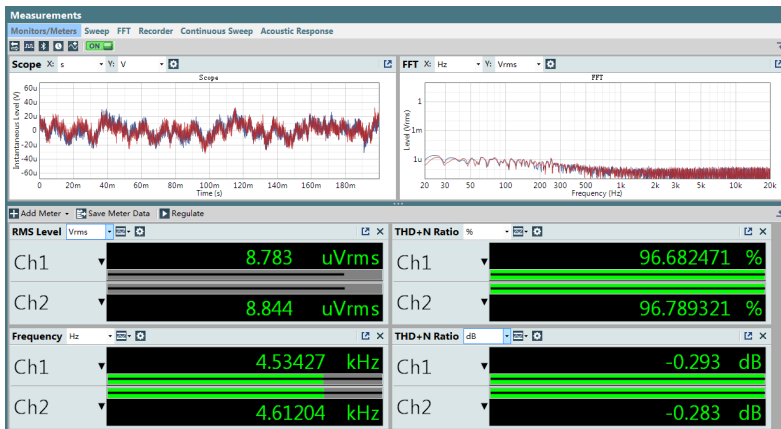 Measurements
Monitors/Meters Sweep FFT Recorder Continuous Sweep Acoustic Response
ON
Scope X: s Y: V
Scope
Instantaneous Level (V)
60u
40u
20u
0
-20u
-40u
-60u
0 20m 40m 60m 80m 100m 120m 140m 160m 180m
Time (s)
FFT X: Hz Y: Vrms
FFT
Level (Vrms)
1
1m
1u
20 30 50 100 200 300 500 1k 2k 3k 5k 10k 20k
Frequency (Hz)
Add Meter Save Meter Data Regulate
RMS Level Vrms
Ch1 8.783 uVrms
Ch2 8.844 uVrms
THD+N Ratio %
Ch1 96.682471 %
Ch2 96.789321 %
Frequency Hz
Ch1 4.53427 kHz
Ch2 4.61204 kHz
THD+N Ratio dB
Ch1 -0.293 dB
Ch2 -0.283 dB